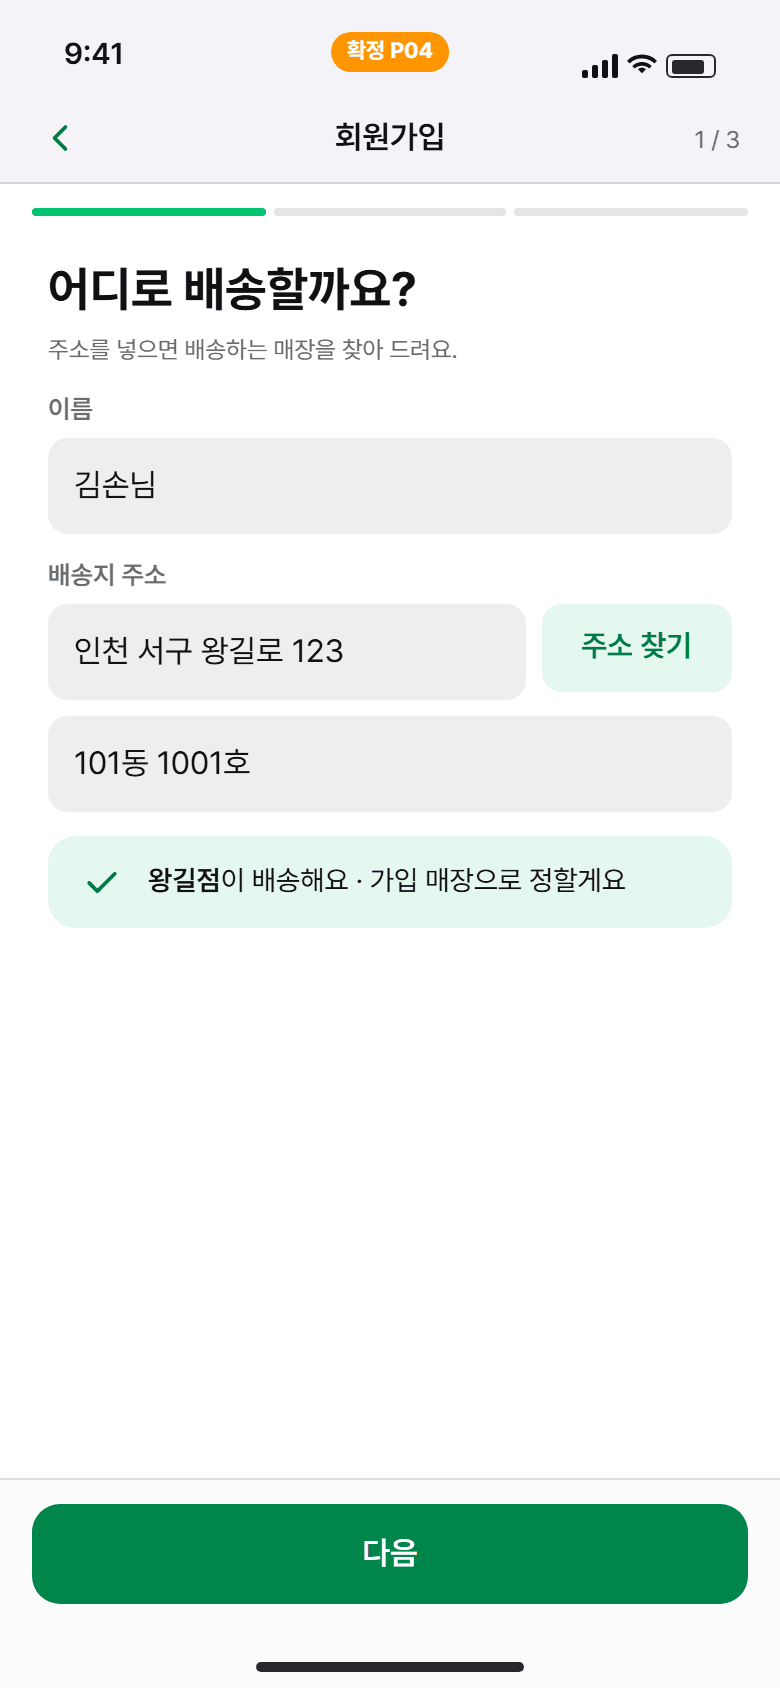 9:41
확정 P04
회원가입
1 / 3
어디로 배송할까요?
주소를 넣으면 배송하는 매장을 찾아 드려요.
이름
김손님
배송지 주소
인천 서구 왕길로 123
주소 찾기
101동 1001호
왕길점이 배송해요 · 가입 매장으로 정할게요
다음